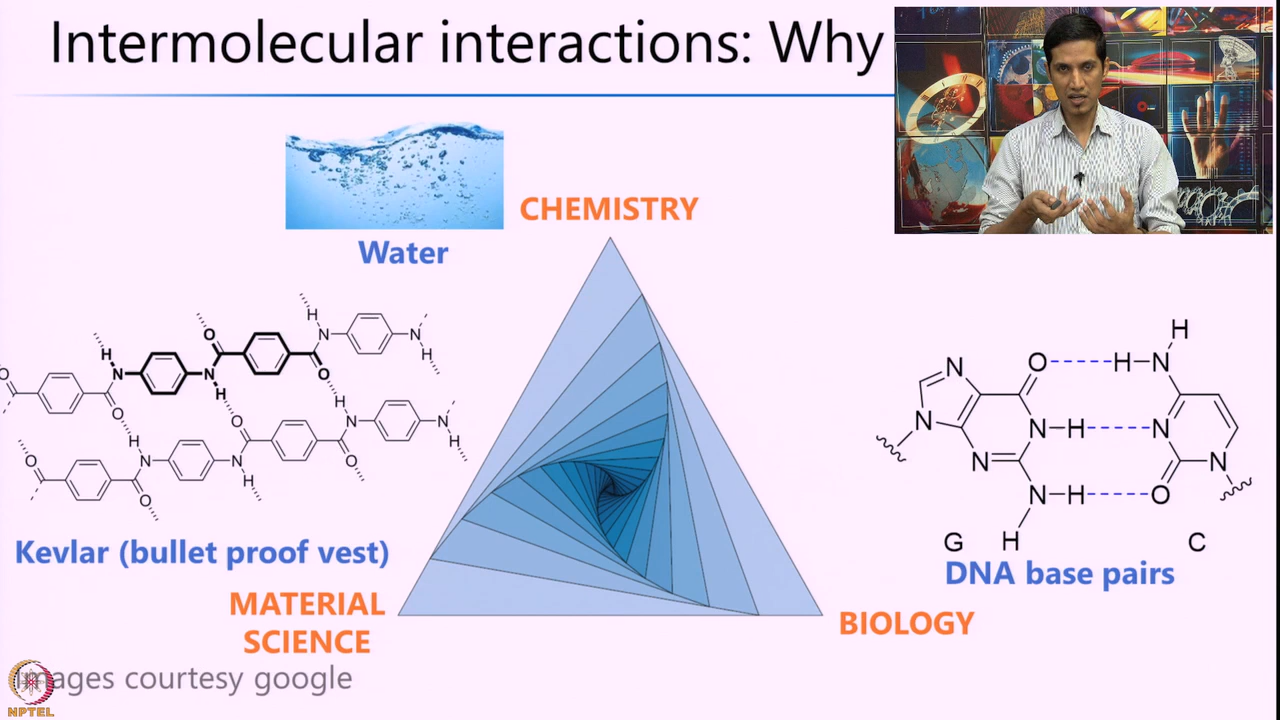 Intermolecular interactions: Why
CHEMISTRY
Water
H
H
N
N
O
H
N
N
H
O
O
O
H
H
N
N
O
H
O
H
N
N
H
O
O
O
Kevlar (bullet proof vest)
MATERIAL
SCIENCE
BIOLOGY
H
N
O
H
N
N
N
H
N
N
N
H
O
N
H
G
C
DNA base pairs
images courtesy google
NPTEL